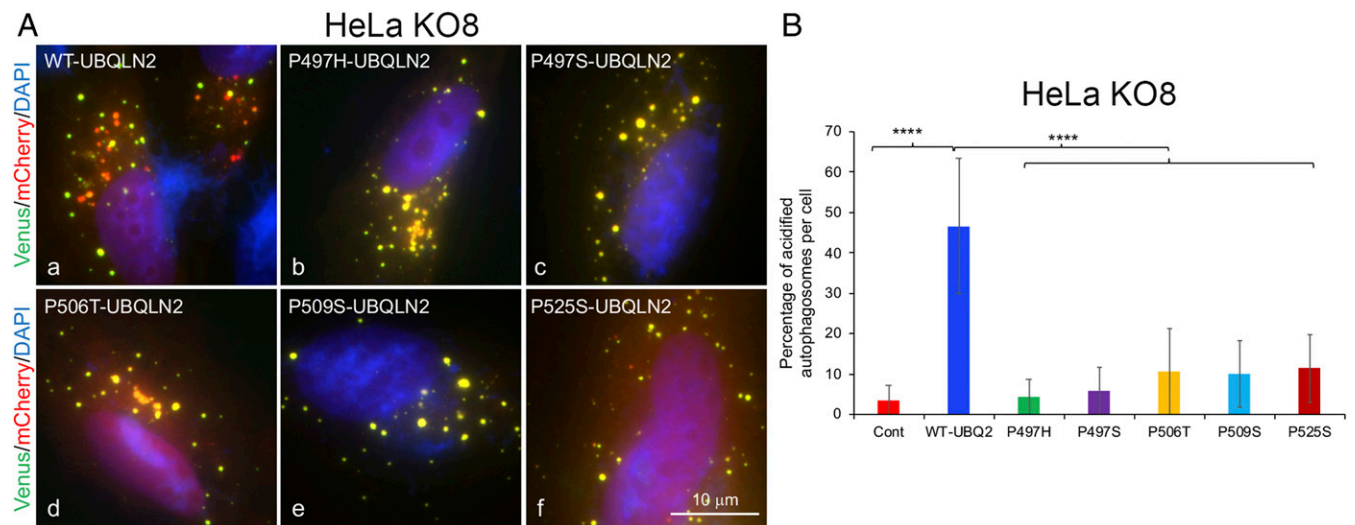 A
HeLa KO8
Venus/mCherry/DAPI
WT-UBQLN2
a
P497H-UBQLN2
b
P497S-UBQLN2
c
Venus/mCherry/DAPI
P506T-UBQLN2
d
P509S-UBQLN2
e
P525S-UBQLN2
10 µm
f
B
HeLa KO8
Percentage of acidified
autophagosomes per cell
70
60
50
40
30
20
10
0
****
****
Cont WT-UBQ2 P497H P497S P506T P509S P525S